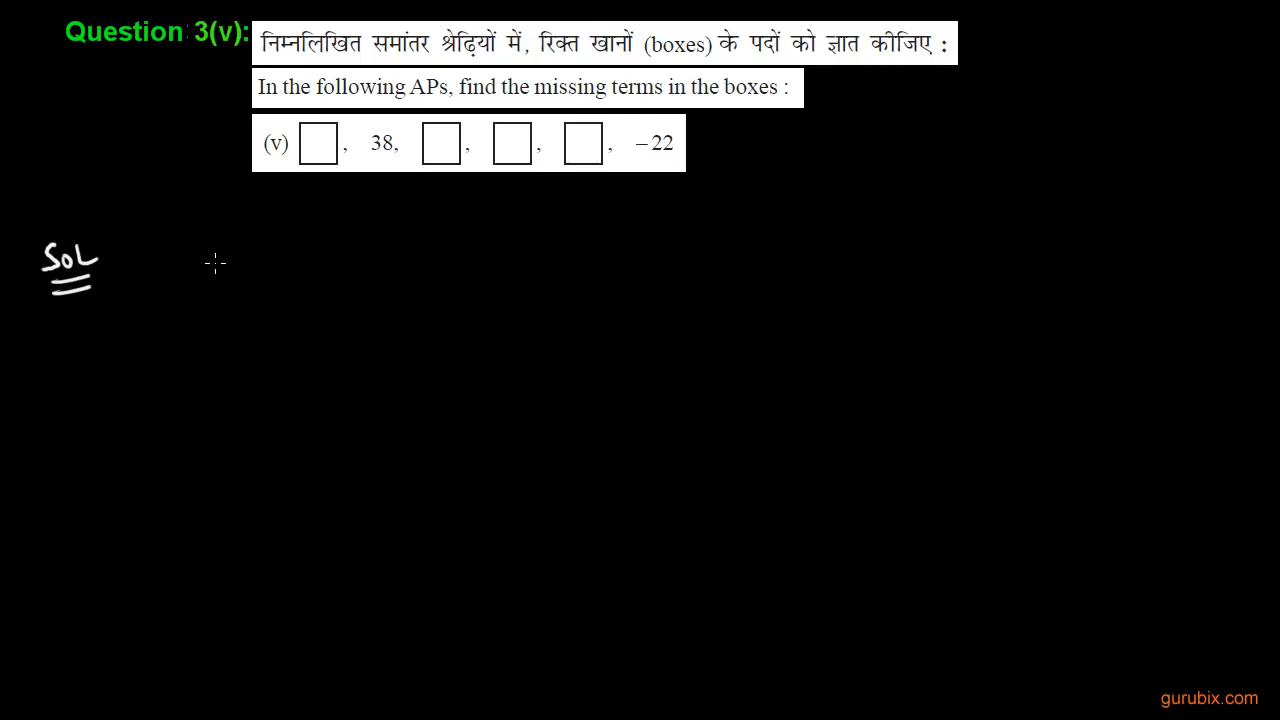 Question 3(v):
निम्नलिखित समांतर श्रेढ़ियों में, रिक्त खानों (boxes) के पदों को ज्ञात कीजिए :
In the following APs, find the missing terms in the boxes :
(v) □, 38, □, □, □, – 22
SOL
gurubix.com